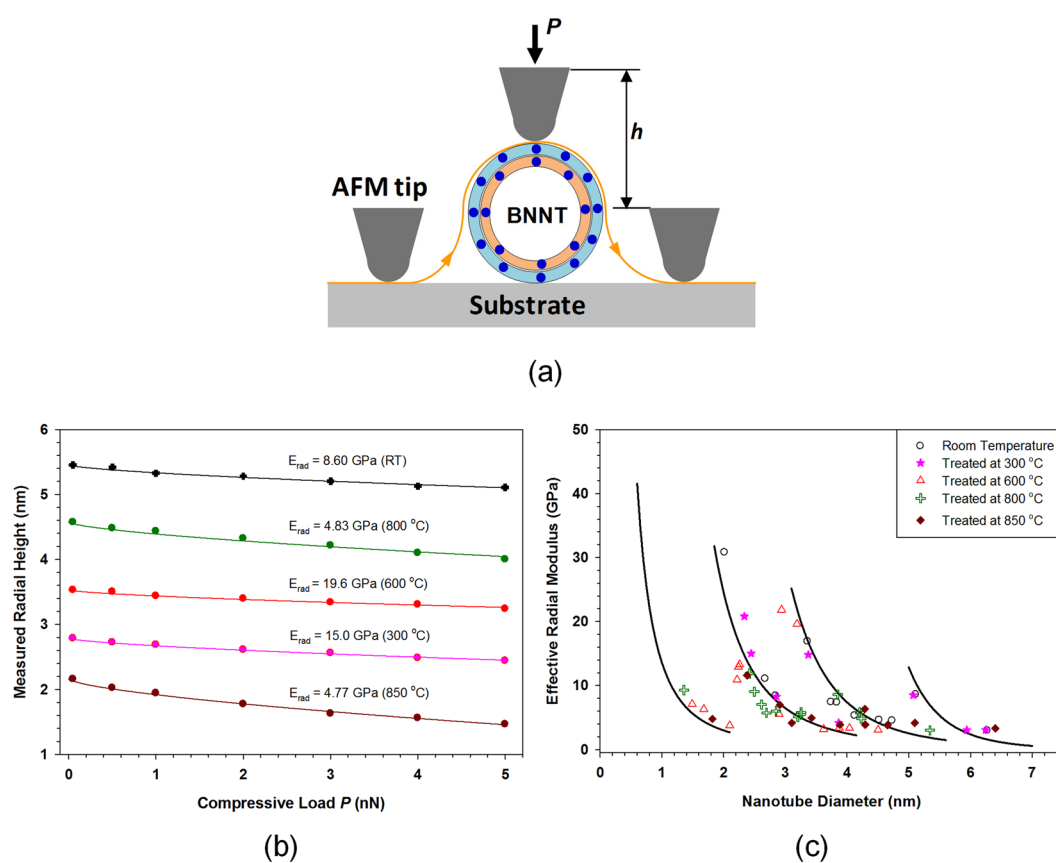 P
h
AFM tip
BNNT
Substrate
(a)
Measured Radial Height (nm)
6
5
4
3
2
1
E_rad = 8.60 GPa (RT)
E_rad = 4.83 GPa (800 °C)
E_rad = 19.6 GPa (600 °C)
E_rad = 15.0 GPa (300 °C)
E_rad = 4.77 GPa (850 °C)
0 1 2 3 4 5
Compressive Load P (nN)
(b)
Effective Radial Modulus (GPa)
50
40
30
20
10
0
Room Temperature
Treated at 300 °C
Treated at 600 °C
Treated at 800 °C
Treated at 850 °C
0 1 2 3 4 5 6 7
Nanotube Diameter (nm)
(c)